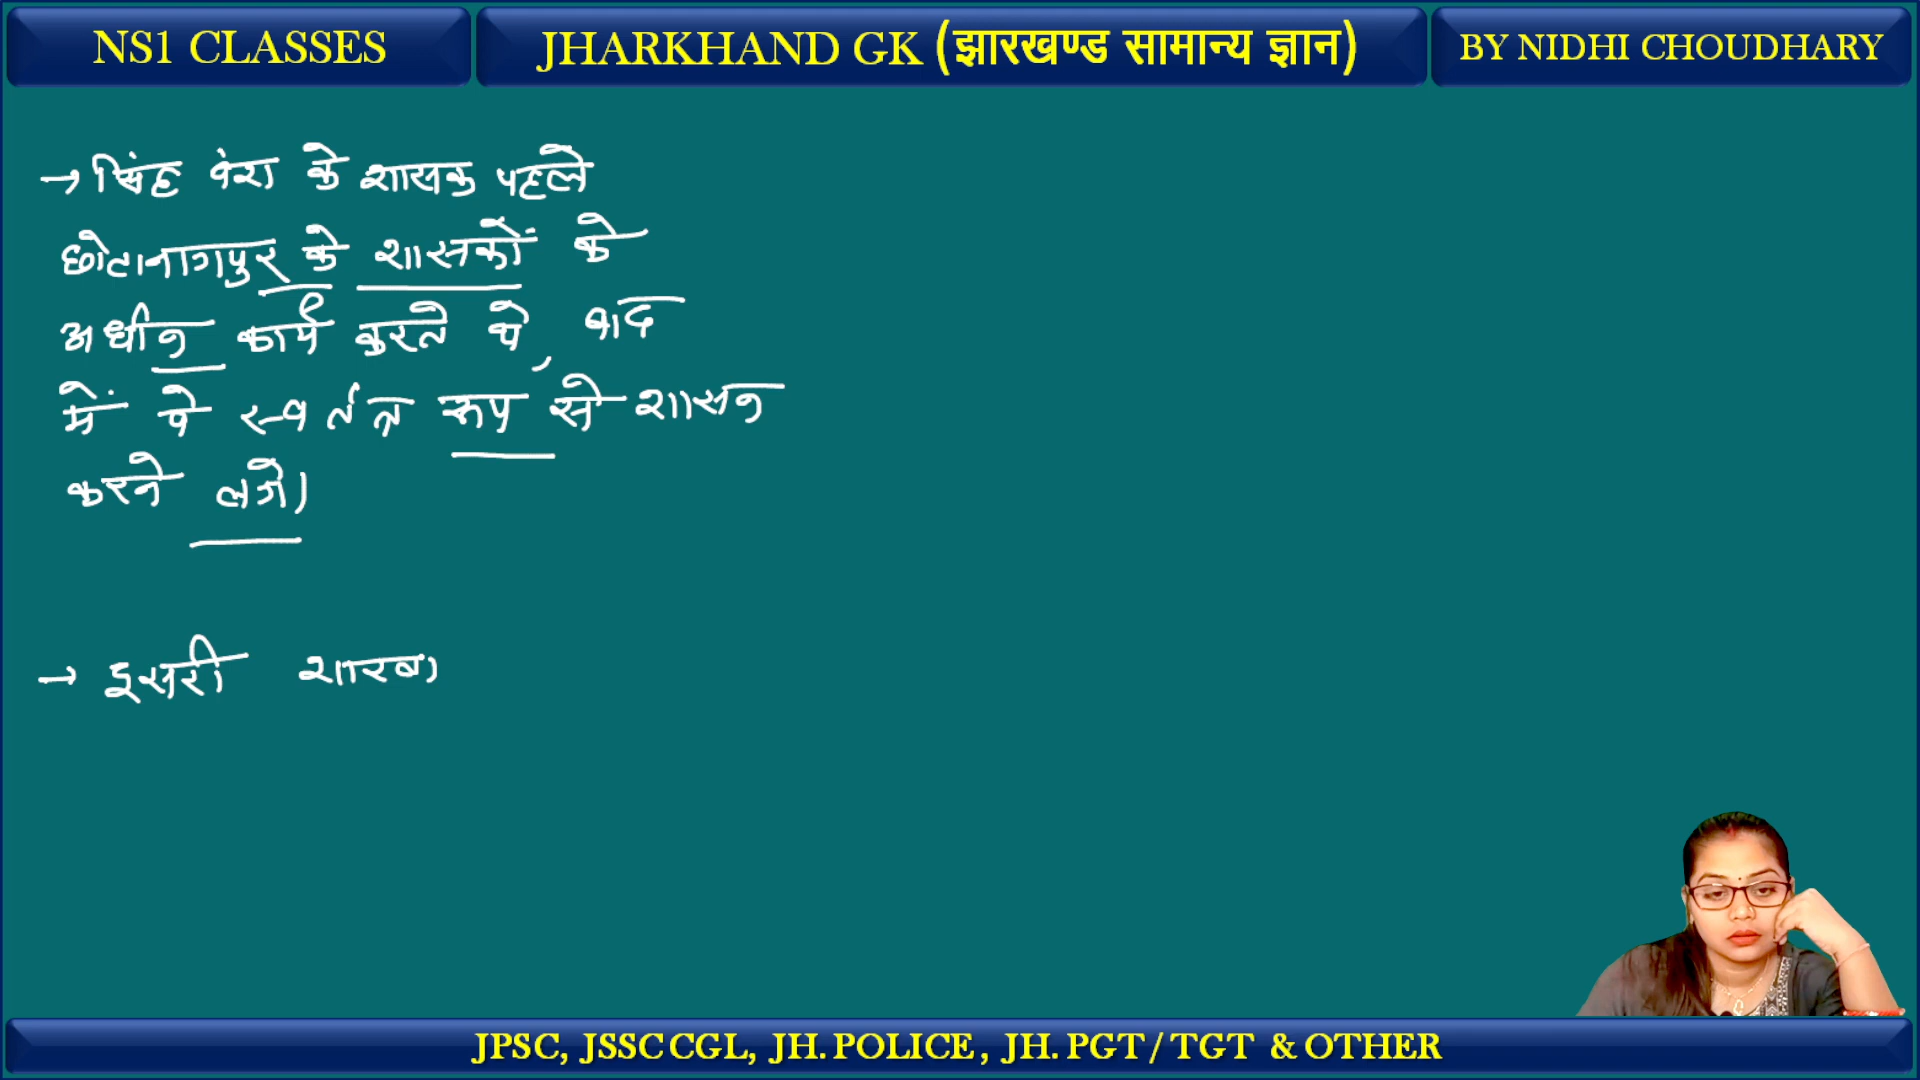 NS1 CLASSES
JHARKHAND GK (झारखण्ड सामान्य ज्ञान)
BY NIDHI CHOUDHARY
→ सिंह वंश के शासक पहले
छोटानागपुर के शासकों के
अधीन कार्य करते थे, बाद
में वे स्वतंत्र रूप से शासन
करने लगे।
→ दुसरी शाखा
JPSC, JSSC CGL, JH. POLICE, JH. PGT / TGT & OTHER